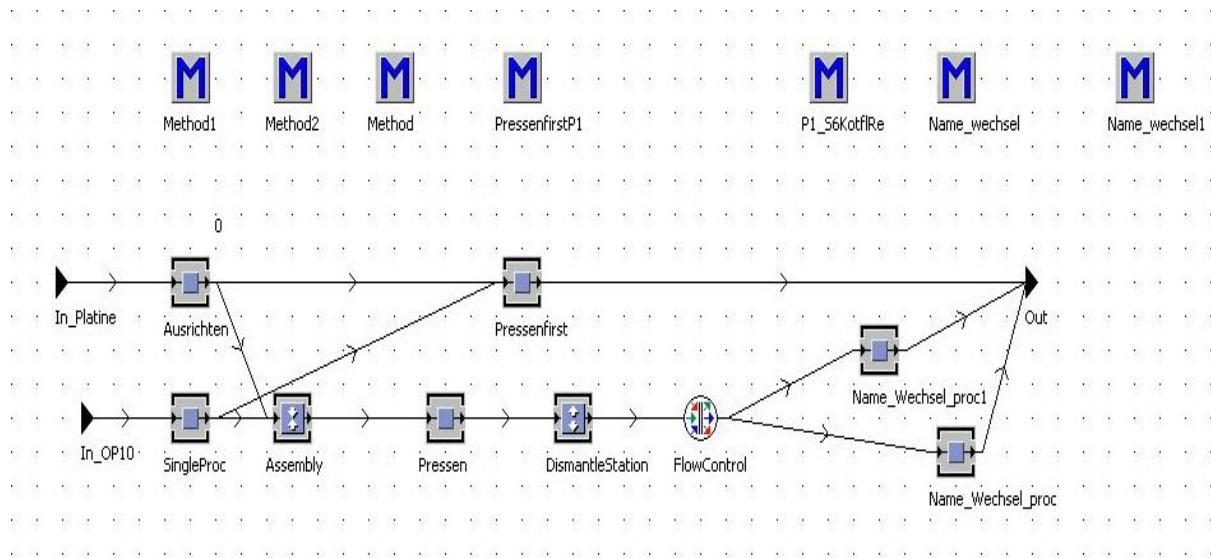 M M M M M M M
Method1 Method2 Method PressenfirstP1 P1_S6KotflRe Name_wechsel Name_wechsel1
0
In_Platine Ausrichten Pressenfirst Out
Name_Wechsel_proc1
In_OP10 SingleProc Assembly Pressen DismantleStation FlowControl
Name_Wechsel_proc